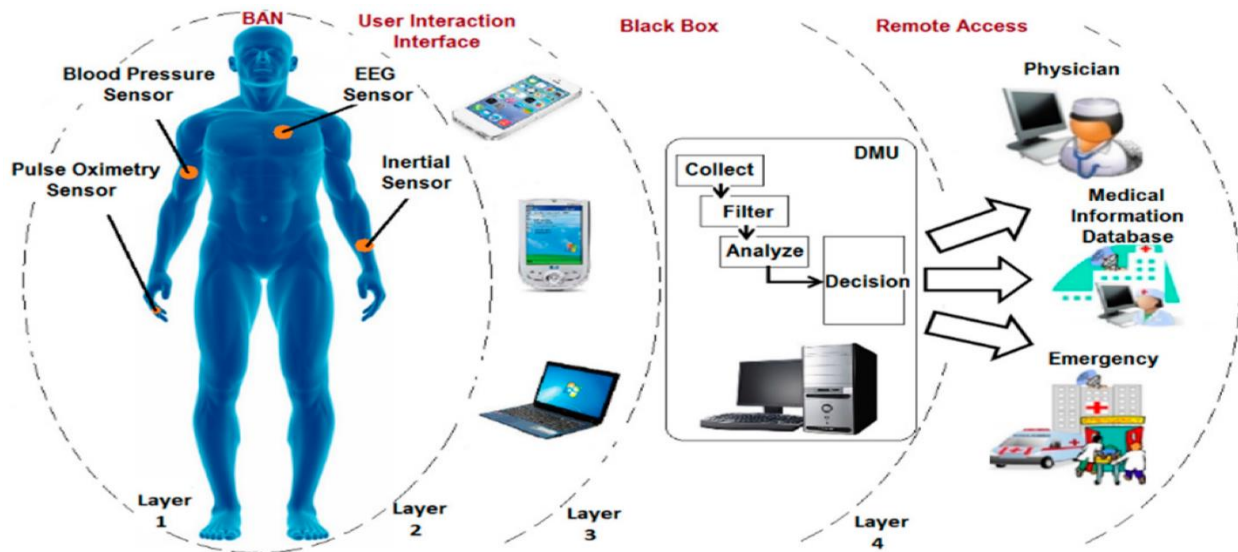 BAN
User Interaction
Interface
Black Box
Remote Access
Blood Pressure
Sensor
EEG
Sensor
Pulse Oximetry
Sensor
Inertial
Sensor
DMU
Collect
Filter
Analyze
Decision
Physician
Medical
Information
Database
Emergency
Layer
1
Layer
2
Layer
3
Layer
4